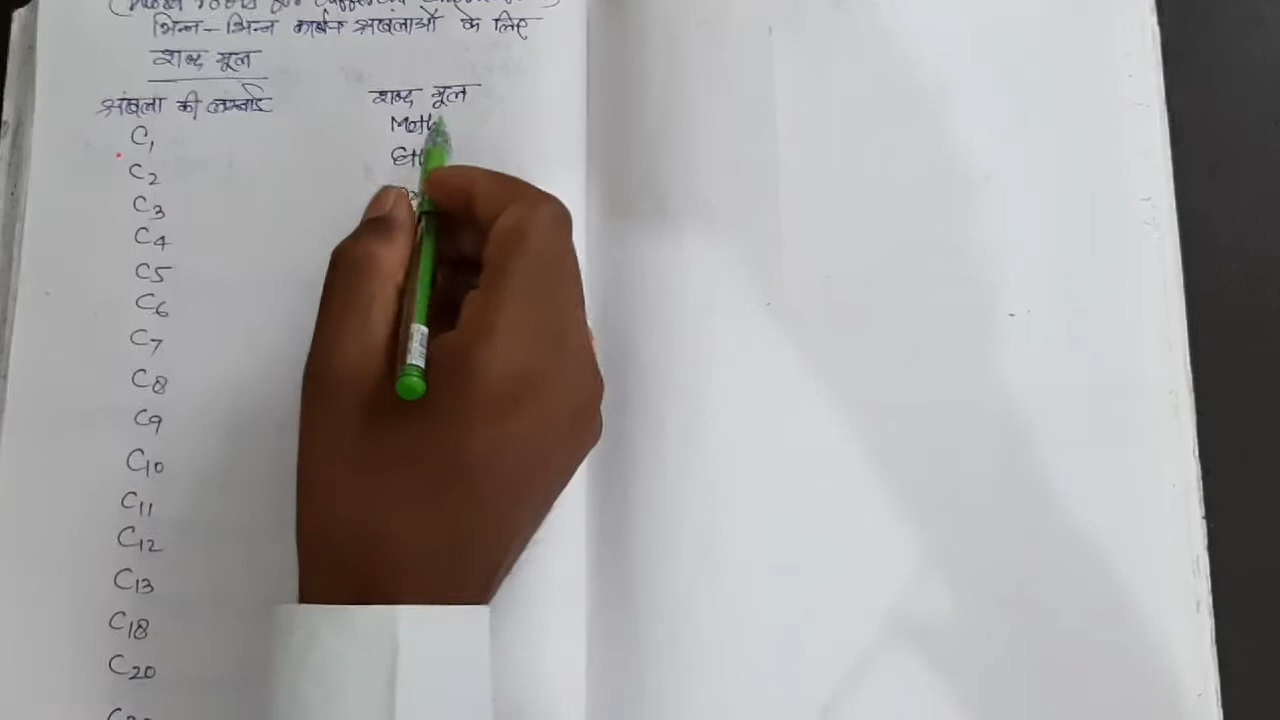 भिन्न-भिन्न कार्बन श्रृंखलाओं के लिए
शब्द मूल
श्रृंखला की लम्बाई शब्द मूल
C1 Meth
C2
C3
C4
C5
C6
C7
C8
C9
C10
C11
C12
C13
C18
C20